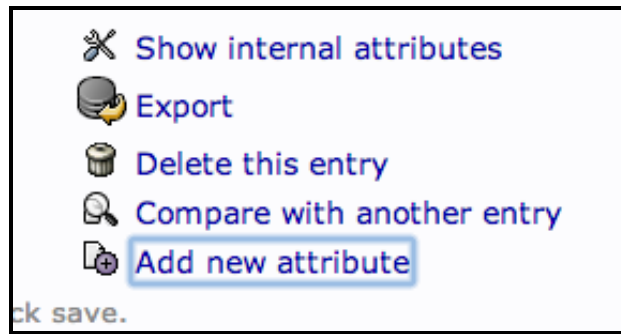 Show internal attributes
Export
Delete this entry
Compare with another entry
Add new attribute
ck save.